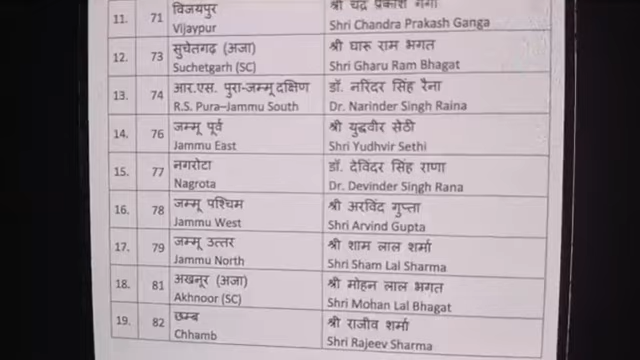 11. 71 विजयपुर श्री चंद्र प्रकाश गंगा
Vijaypur Shri Chandra Prakash Ganga
12. 73 सुचेतगढ़ (अजा) श्री घारू राम भगत
Suchetgarh (SC) Shri Gharu Ram Bhagat
13. 74 आर.एस. पुरा-जम्मू दक्षिण डॉ. नरिंदर सिंह रैना
R.S. Pura–Jammu South Dr. Narinder Singh Raina
14. 76 जम्मू पूर्व श्री युद्धवीर सेठी
Jammu East Shri Yudhvir Sethi
15. 77 नगरोटा डॉ. देविंदर सिंह राणा
Nagrota Dr. Devinder Singh Rana
16. 78 जम्मू पश्चिम श्री अरविंद गुप्ता
Jammu West Shri Arvind Gupta
17. 79 जम्मू उत्तर श्री शाम लाल शर्मा
Jammu North Shri Sham Lal Sharma
18. 81 अखनूर (अजा) श्री मोहन लाल भगत
Akhnoor (SC) Shri Mohan Lal Bhagat
19. 82 छम्ब श्री राजीव शर्मा
Chhamb Shri Rajeev Sharma